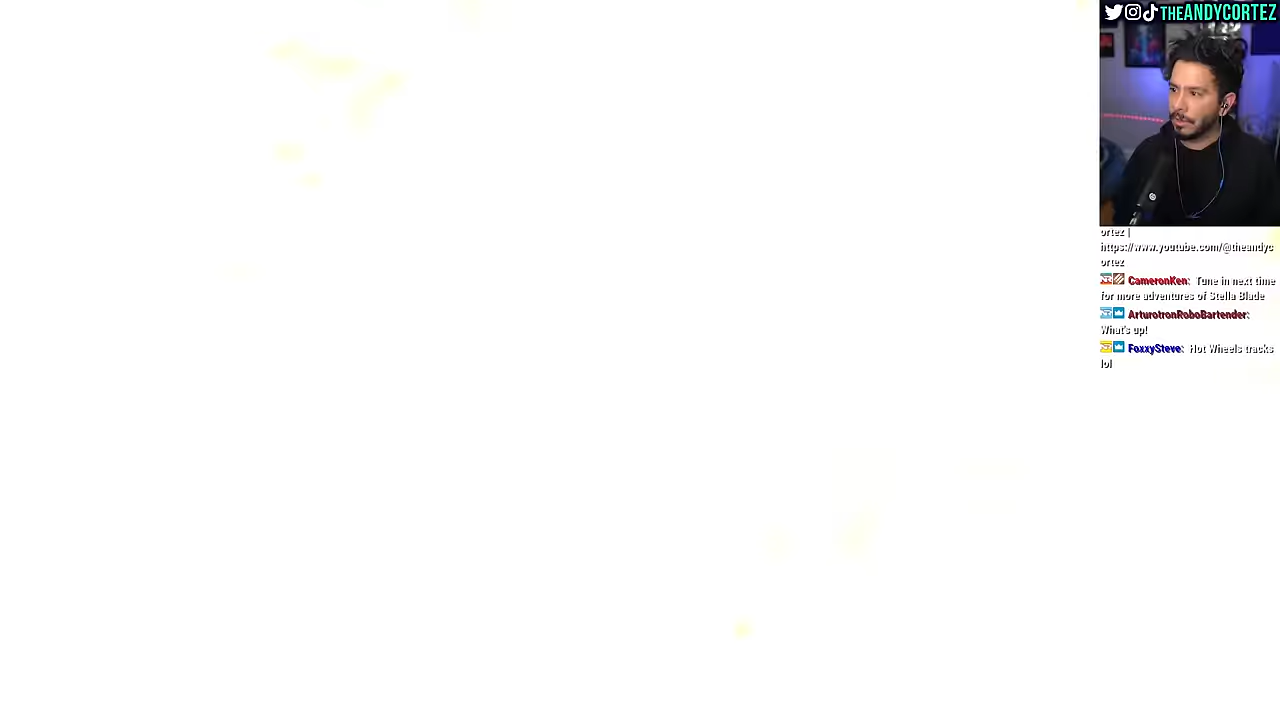 THEANDYCORTEZ
ortez |
https://www.youtube.com/@theandyc
ortez
CameronKen: Tune in next time
for more adventures of Stella Blade
ArturotronRoboBartender:
What's up!
FoxxySteve: Hot Wheels tracks
lol